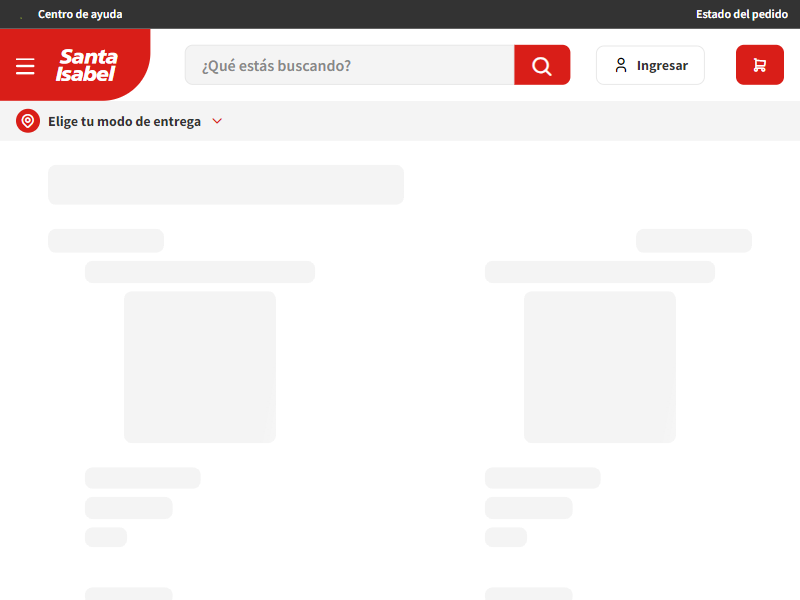 Centro de ayuda
Estado del pedido
Santa
Isabel
¿Qué estás buscando?
Ingresar
Elige tu modo de entrega